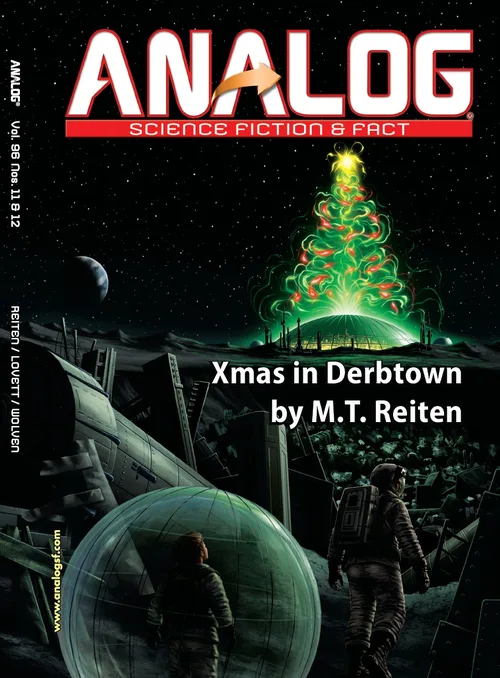 ANALOG
SCIENCE FICTION & FACT
ANALOG® Vol. 96 Nos. 11 & 12
REITEN / LOVETT / WOLVEN
Xmas in Derbtown
by M.T. Reiten
www.analogsf.com